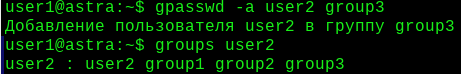 user1@astra:~$ gpasswd -a user2 group3
Добавление пользователя user2 в группу group3
user1@astra:~$ groups user2
user2 : user2 group1 group2 group3